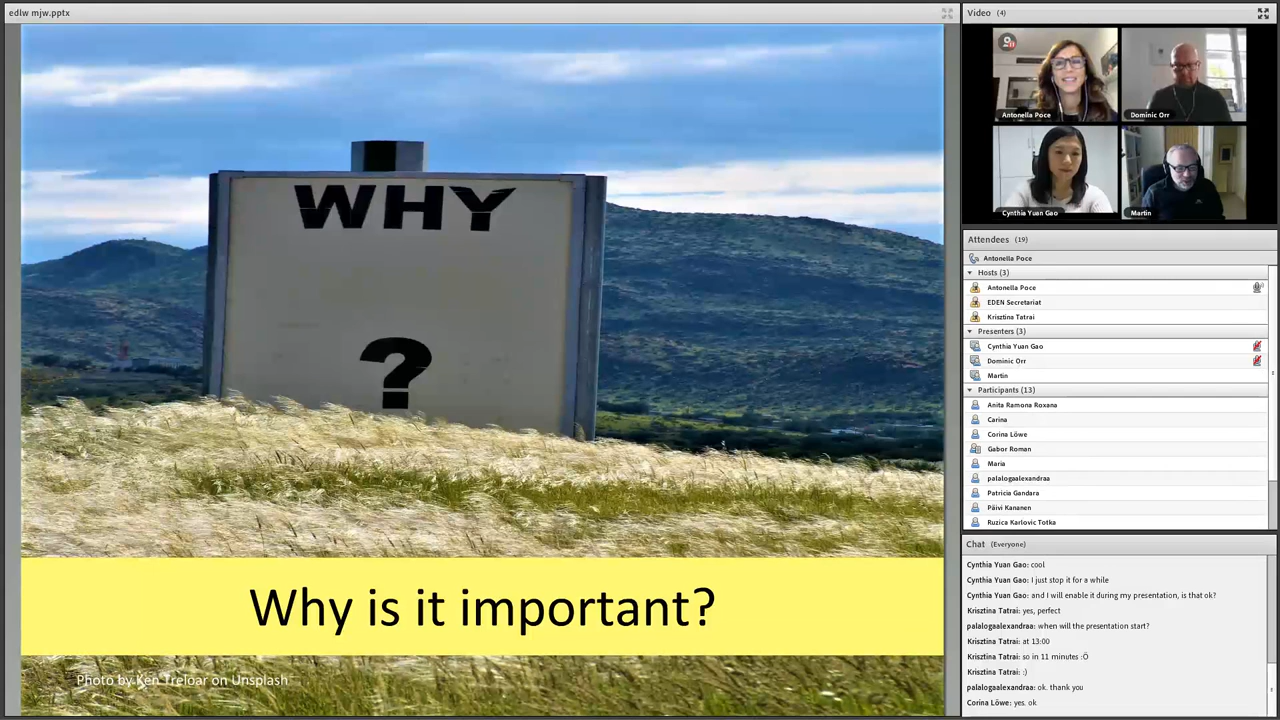 edlw mjw.pptx
WHY
?
Why is it important?
Photo by Ken Treloar on Unsplash
Video (4)
Antonella Poce
Dominic Orr
Cynthia Yuan Gao
Martin
Attendees (19)
Antonella Poce
Hosts (3)
Antonella Poce
EDEN Secretariat
Krisztina Tatrai
Presenters (3)
Cynthia Yuan Gao
Dominic Orr
Martin
Participants (13)
Anita Ramona Roxana
Carina
Corina Löwe
Gabor Roman
Maria
palalogaalexandraa
Patricia Gandara
Päivi Kananen
Ruzica Karlovic Totka
Chat (Everyone)
Cynthia Yuan Gao: cool
Cynthia Yuan Gao: I just stop it for a while
Cynthia Yuan Gao: and I will enable it during my presentation, is that ok?
Krisztina Tatrai: yes, perfect
palalogaalexandraa: when will the presentation start?
Krisztina Tatrai: at 13:00
Krisztina Tatrai: so in 11 minutes :Ö
Krisztina Tatrai: :)
palalogaalexandraa: ok. thank you
Corina Löwe: yes. ok